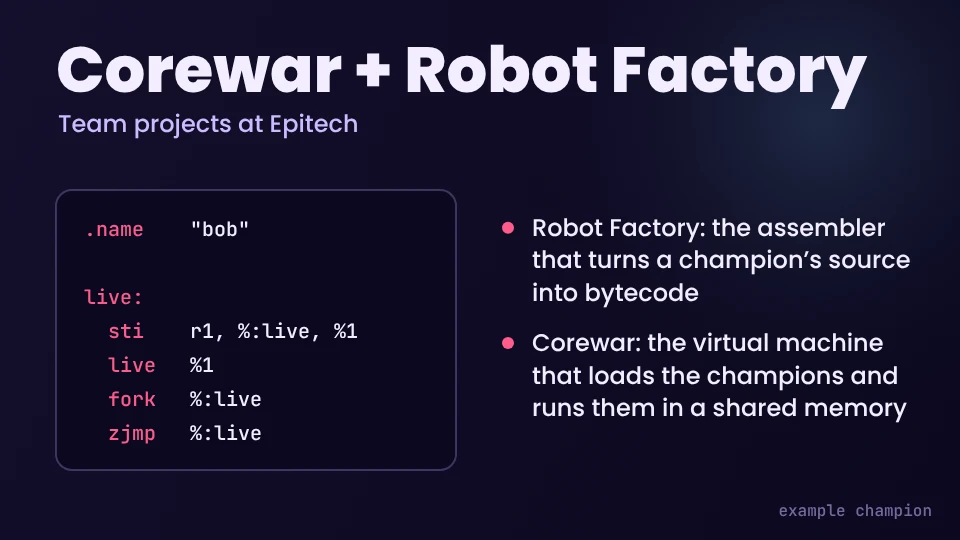 Corewar + Robot Factory
Team projects at Epitech
.name "bob"
live:
sti r1, %:live, %1
live %1
fork %:live
zjmp %:live
Robot Factory: the assembler
that turns a champion’s source
into bytecode
Corewar: the virtual machine
that loads the champions and
runs them in a shared memory
example champion